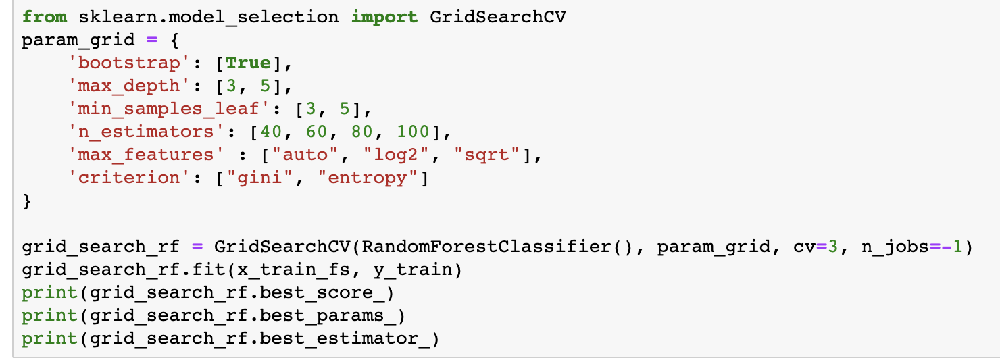 from sklearn.model_selection import GridSearchCV
param_grid = {
    'bootstrap': [True],
    'max_depth': [3, 5],
    'min_samples_leaf': [3, 5],
    'n_estimators': [40, 60, 80, 100],
    'max_features' : ["auto", "log2", "sqrt"],
    'criterion': ["gini", "entropy"]
}

grid_search_rf = GridSearchCV(RandomForestClassifier(), param_grid, cv=3, n_jobs=-1)
grid_search_rf.fit(x_train_fs, y_train)
print(grid_search_rf.best_score_)
print(grid_search_rf.best_params_)
print(grid_search_rf.best_estimator_)